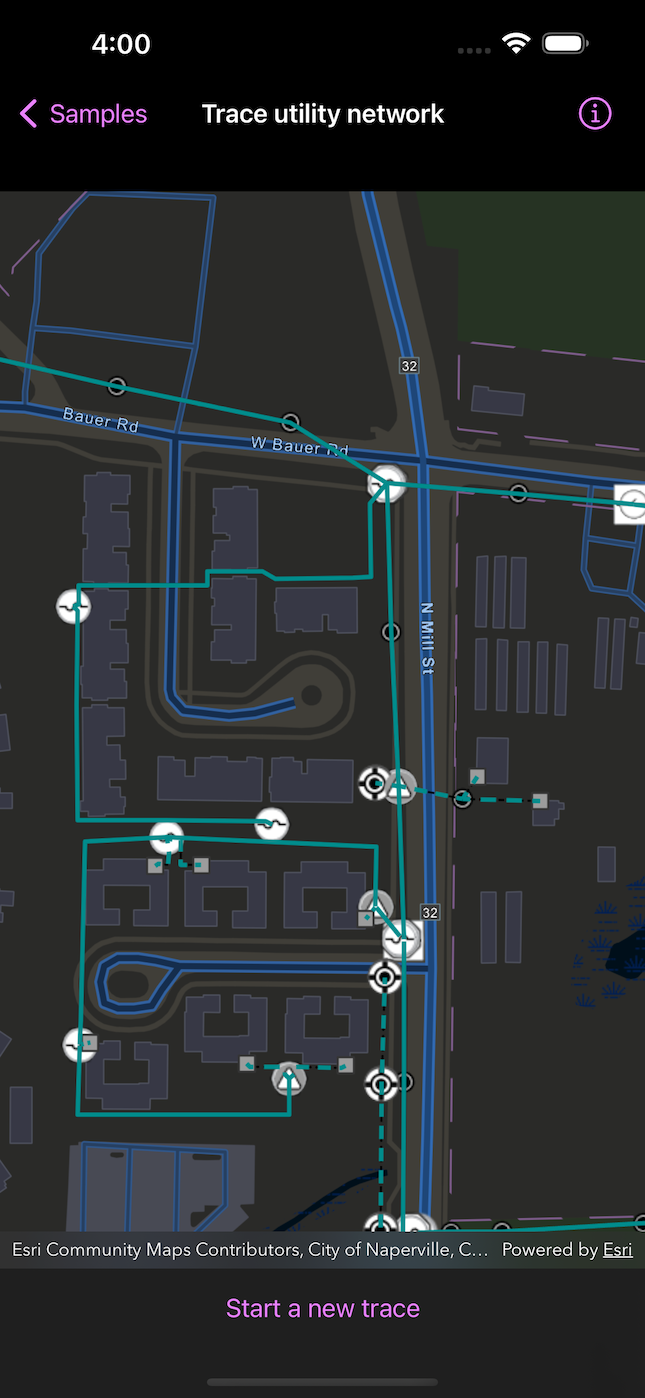 4:00
Samples
Trace utility network
32
Bauer Rd
W Bauer Rd
N Mill St
32
Esri Community Maps Contributors, City of Naperville, C...
Powered by Esri
Start a new trace